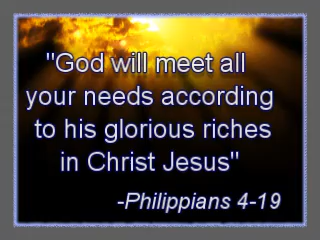 "God will meet all
your needs according
to his glorious riches
in Christ Jesus"
-Philippians 4-19